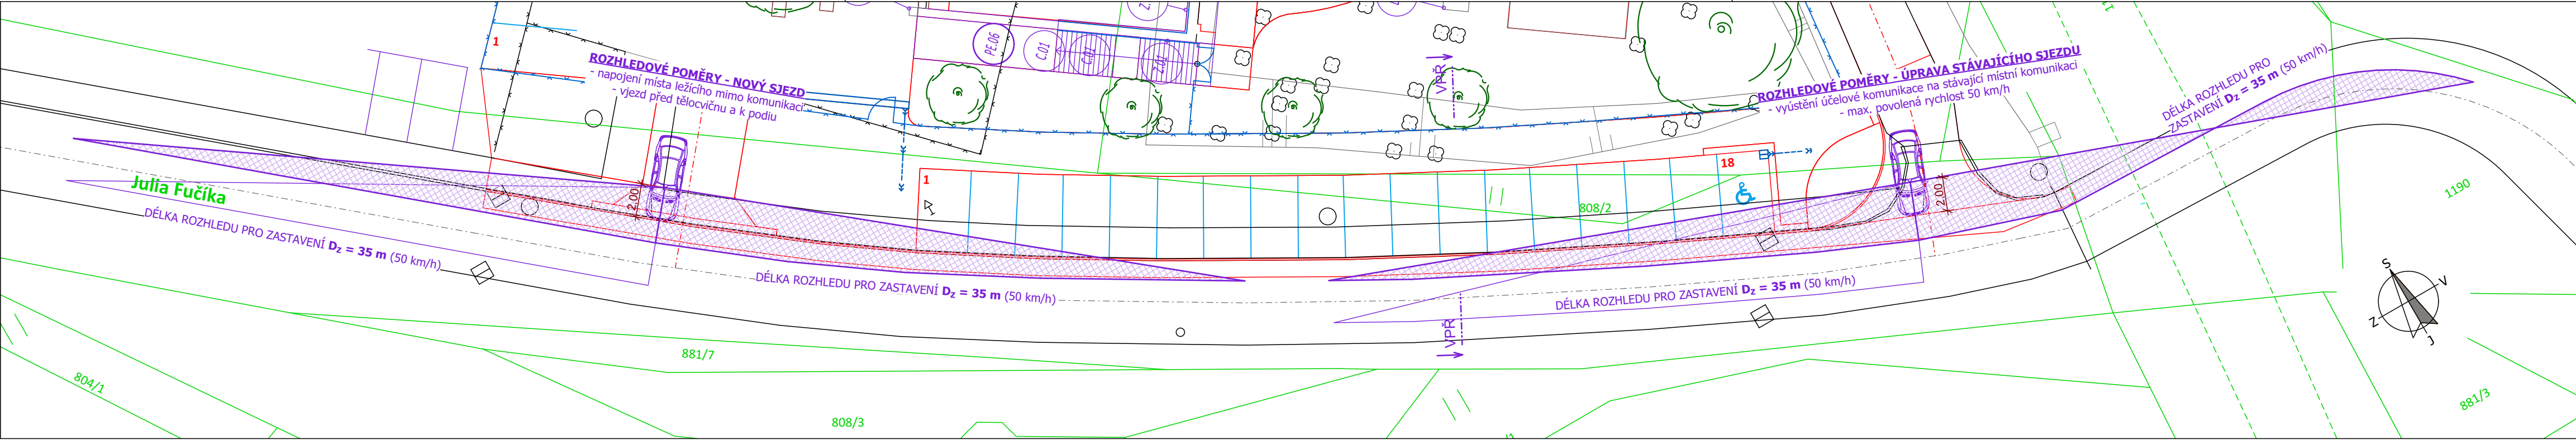 1
ROZHLEDOVÉ POMĚRY - NOVÝ SJEZD
- napojení místa ležícího mimo komunikaci
- vjezd před tělocvičnu a k podiu
PE.06
C.01
C.01
Z.01
VPŘ
ROZHLEDOVÉ POMĚRY - ÚPRAVA STÁVAJÍCÍHO SJEZDU
- vyústění účelové komunikace na stávající místní komunikaci
- max. povolená rychlost 50 km/h
DÉLKA ROZHLEDU PRO
ZASTAVENÍ Dz = 35 m (50 km/h)
Julia Fučíka
2,00
1
18
808/2
2,00
1190
DÉLKA ROZHLEDU PRO ZASTAVENÍ Dz = 35 m (50 km/h)
DÉLKA ROZHLEDU PRO ZASTAVENÍ Dz = 35 m (50 km/h)
DÉLKA ROZHLEDU PRO ZASTAVENÍ Dz = 35 m (50 km/h)
VPŘ
S
V
Z
J
881/7
804/1
808/3
881/3